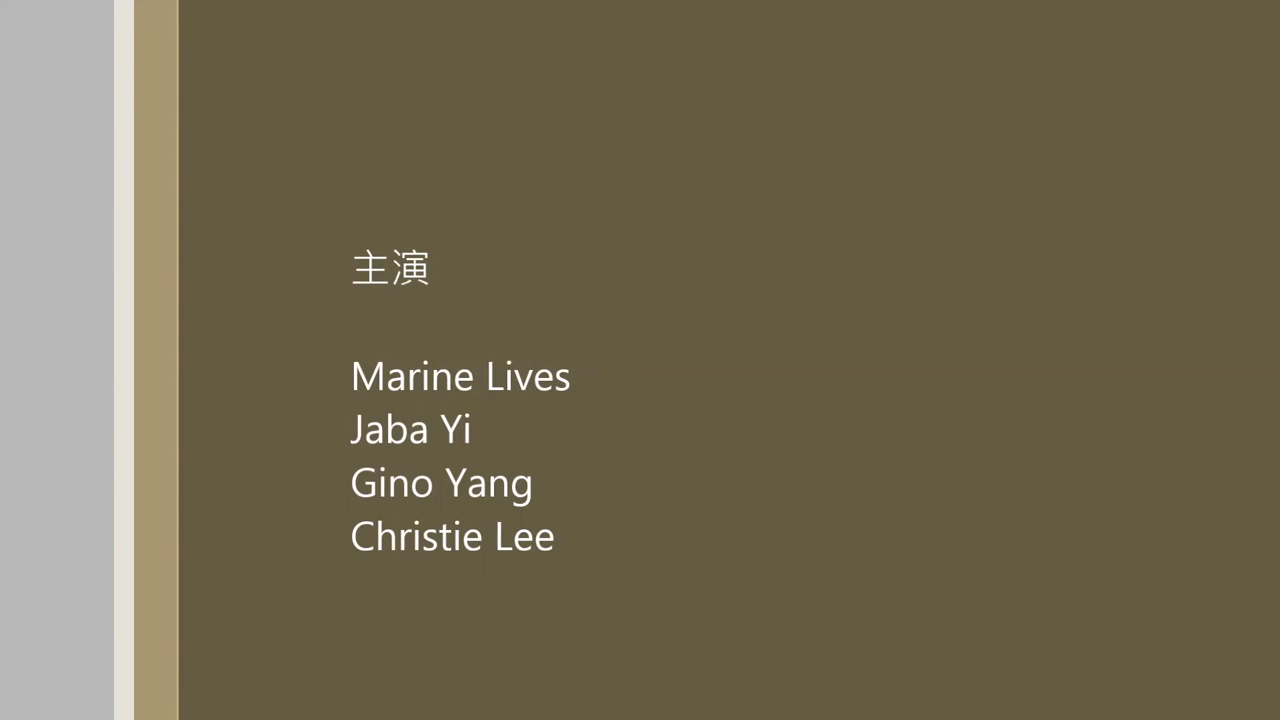 主演
Marine Lives
Jaba Yi
Gino Yang
Christie Lee